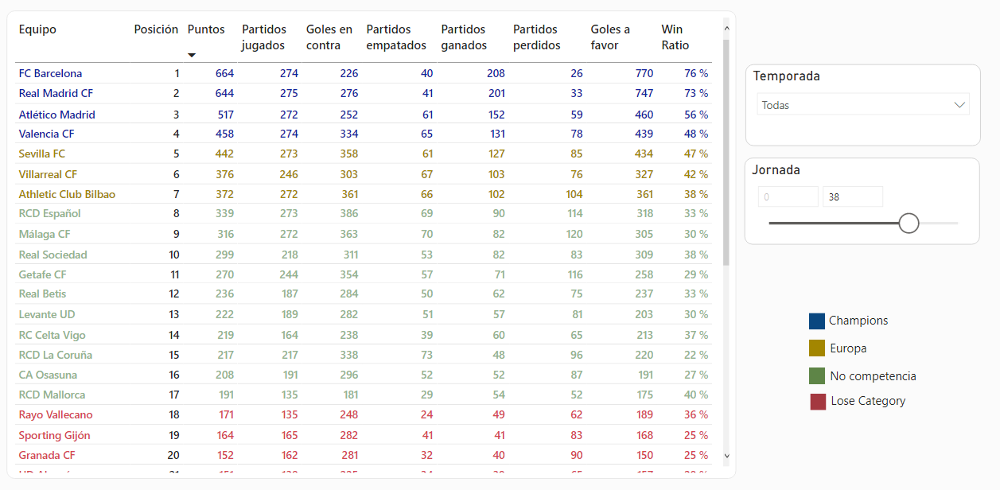 Equipo Posición Puntos Partidos jugados Goles en contra Partidos empatados Partidos ganados Partidos perdidos Goles a favor Win Ratio
FC Barcelona 1 664 274 226 40 208 26 770 76 %
Real Madrid CF 2 644 275 276 41 201 33 747 73 %
Atlético Madrid 3 517 272 252 61 152 59 460 56 %
Valencia CF 4 458 274 334 65 131 78 439 48 %
Sevilla FC 5 442 273 358 61 127 85 434 47 %
Villarreal CF 6 376 246 303 67 103 76 327 42 %
Athletic Club Bilbao 7 372 272 361 66 102 104 361 38 %
RCD Español 8 339 273 386 69 90 114 318 33 %
Málaga CF 9 316 272 363 70 82 120 305 30 %
Real Sociedad 10 299 218 311 53 82 83 309 38 %
Getafe CF 11 270 244 354 57 71 116 258 29 %
Real Betis 12 236 187 284 50 62 75 237 33 %
Levante UD 13 222 189 282 51 57 81 203 30 %
RC Celta Vigo 14 219 164 238 39 60 65 213 37 %
RCD La Coruña 15 217 217 338 73 48 96 220 22 %
CA Osasuna 16 208 191 296 52 52 87 191 27 %
RCD Mallorca 17 191 135 181 29 54 52 175 40 %
Rayo Vallecano 18 171 135 248 24 49 62 189 36 %
Sporting Gijón 19 164 165 282 41 41 83 168 25 %
Granada CF 20 152 162 281 32 40 90 150 25 %
Temporada
Todas
Jornada
0 38
Champions
Europa
No competencia
Lose Category